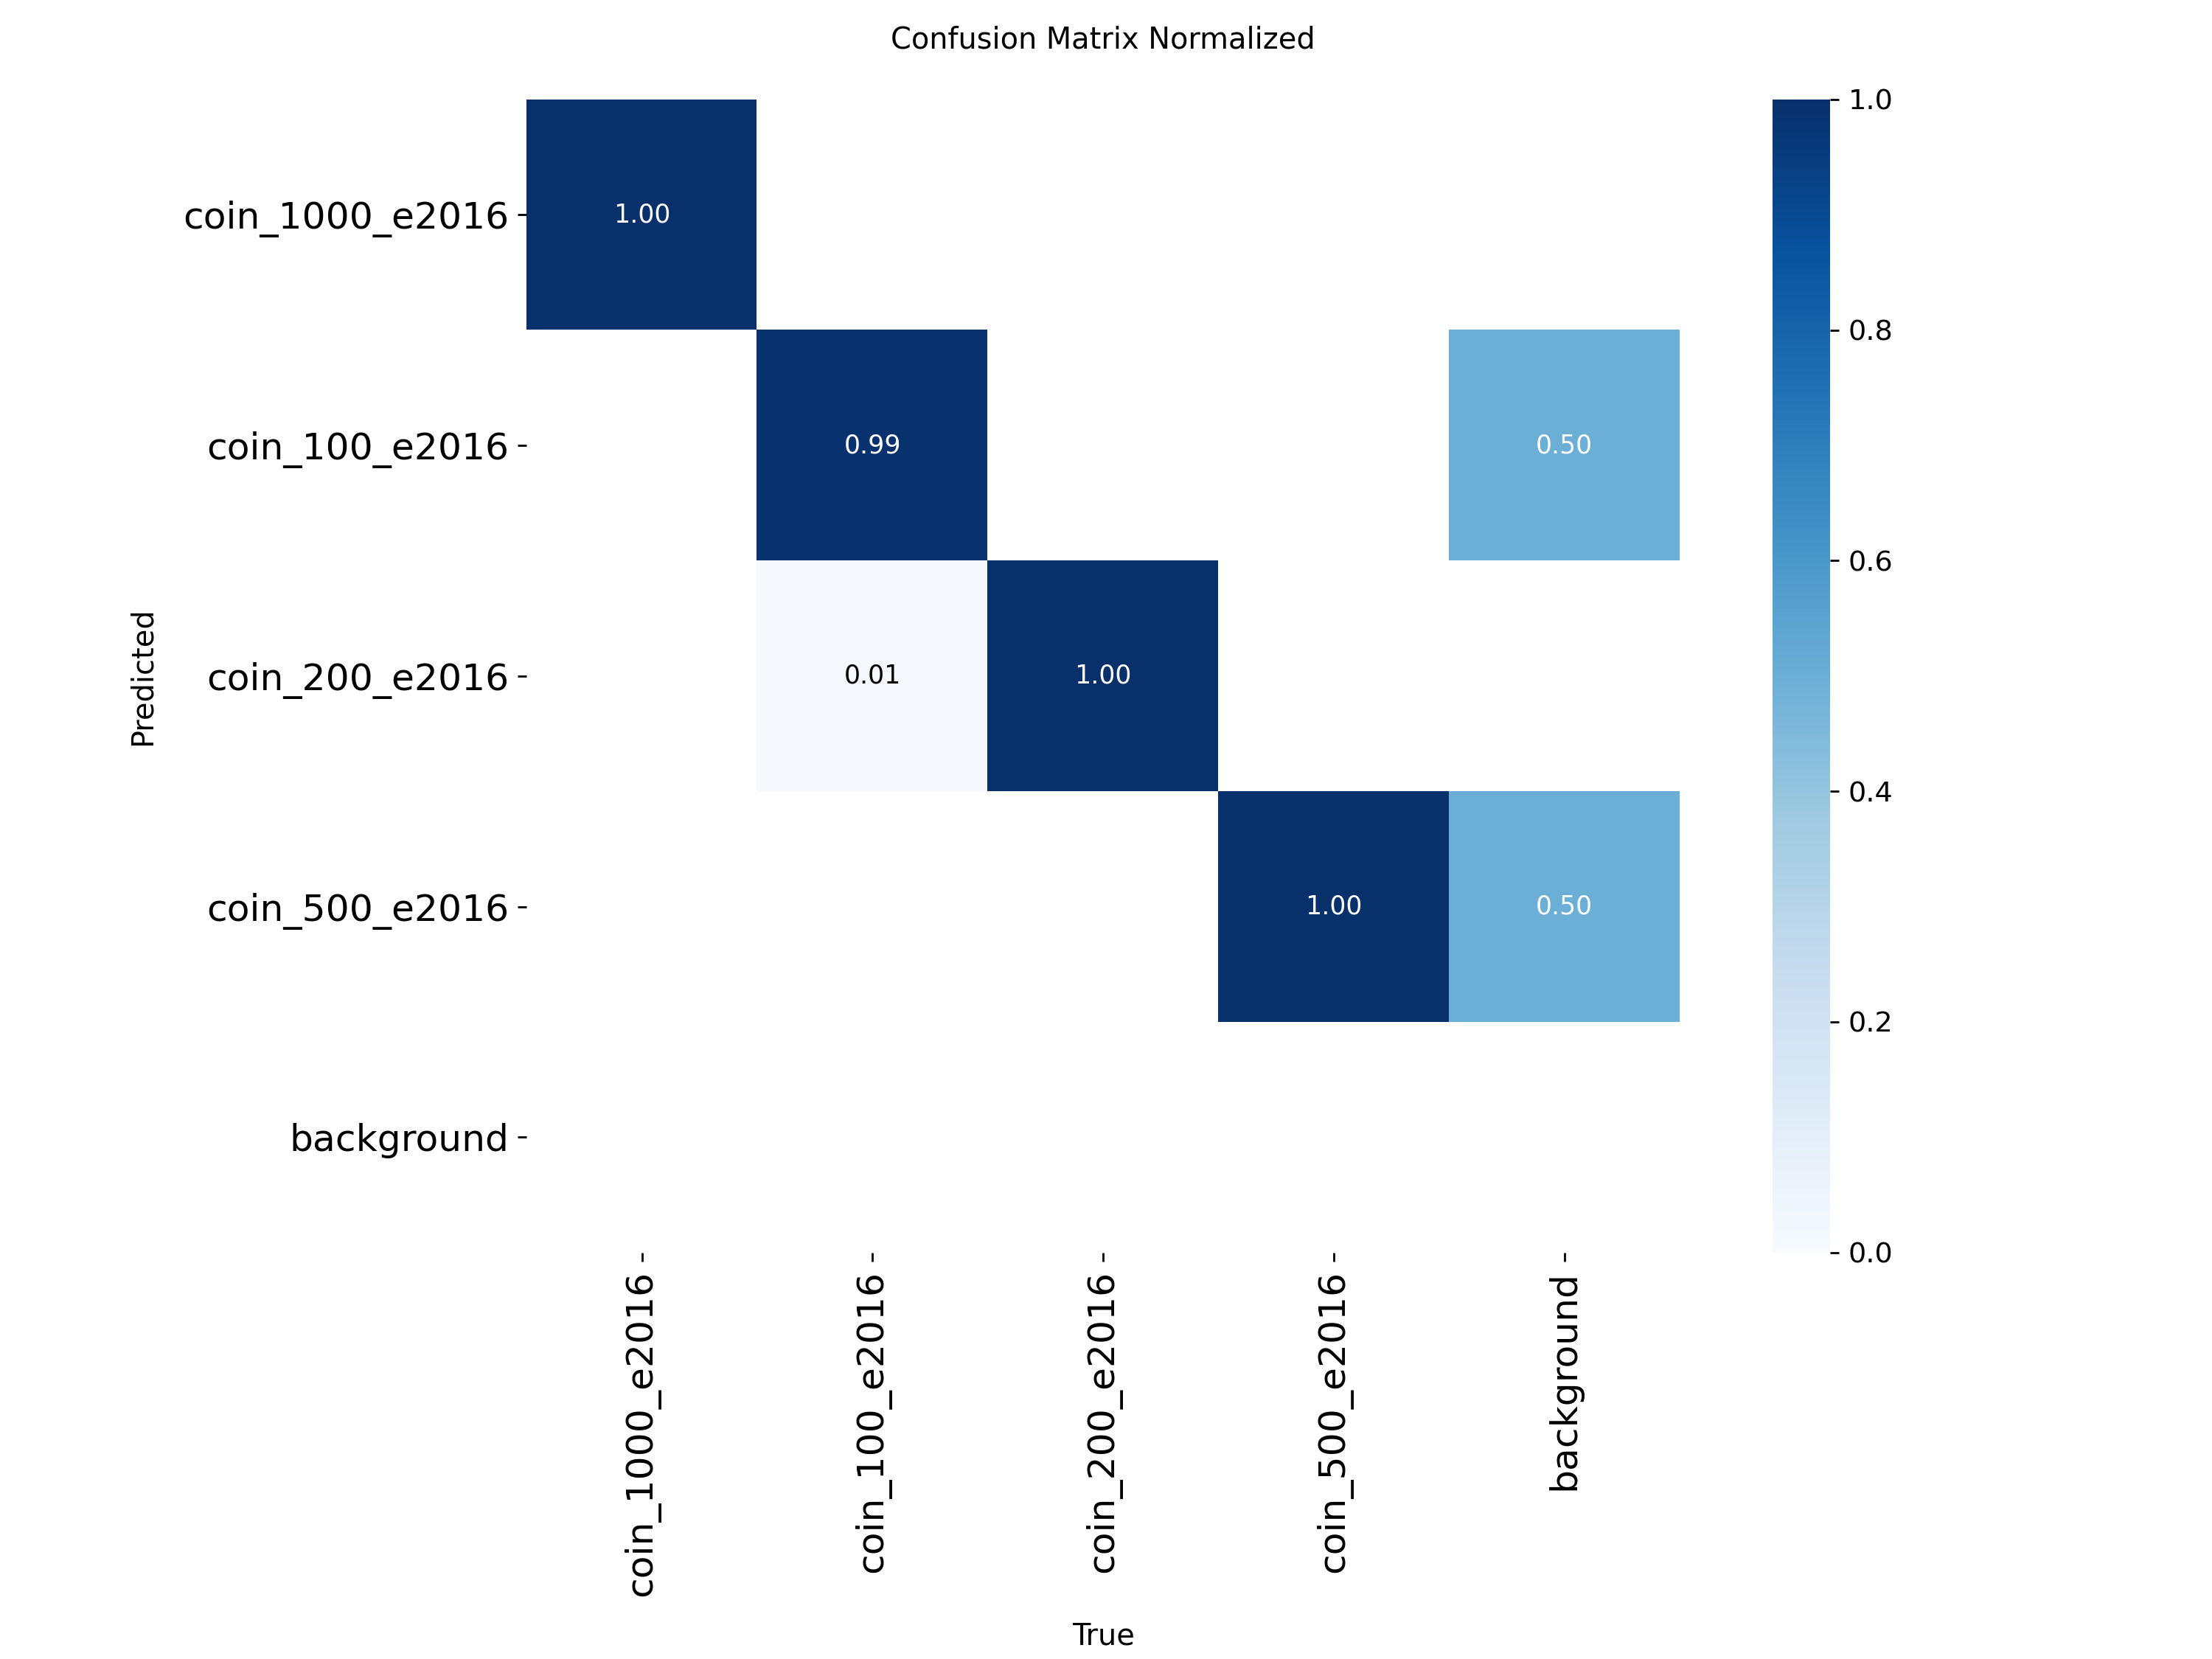 Confusion Matrix Normalized
coin_1000_e2016
coin_100_e2016
coin_200_e2016
coin_500_e2016
background
Predicted
1.00
0.99
0.50
0.01
1.00
1.00
0.50
1.0
0.8
0.6
0.4
0.2
0.0
coin_1000_e2016
coin_100_e2016
coin_200_e2016
coin_500_e2016
background
True